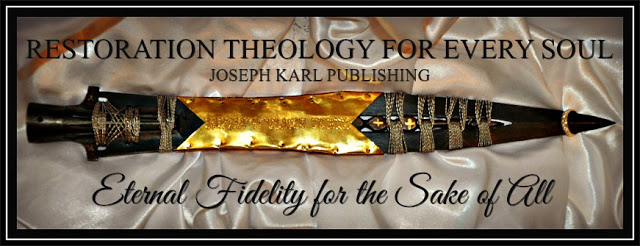 RESTORATION THEOLOGY FOR EVERY SOUL
JOSEPH KARL PUBLISHING
Eternal Fidelity for the Sake of All